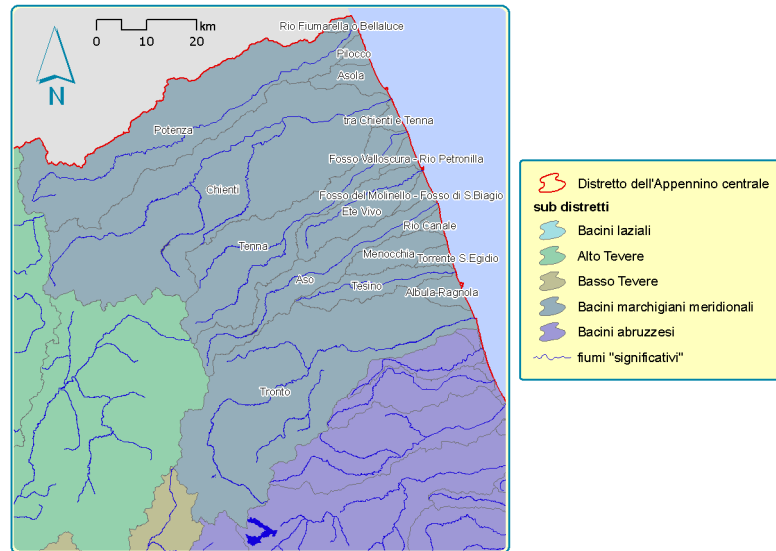 Rio Fiumarella o Bellaluce
km
0 10 20
Pilocco
Asola
N
tra Chienti e Tenna
Potenza
Fosso Valloscura - Rio Petronilla
Chienti
Fosso del Molinello - Fosso di S.Biagio
Ete Vivo
Rio Canale
Tenna
Menocchia
Torrente S.Egidio
Aso
Tesino
Albula-Ragnola
Tronto
Distretto dell'Appennino centrale
sub distretti
Bacini laziali
Alto Tevere
Basso Tevere
Bacini marchigiani meridionali
Bacini abruzzesi
fiumi "significativi"